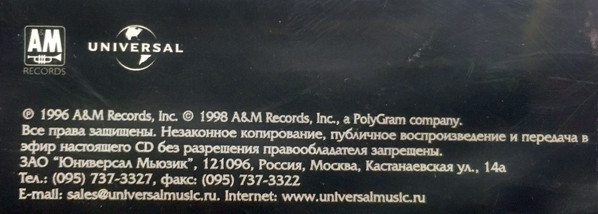 AM
RECORDS
UNIVERSAL
℗ 1996 A&M Records, Inc. © 1998 A&M Records, Inc., a PolyGram company.
Все права защищены. Незаконное копирование, публичное воспроизведение и передача в
эфир настоящего CD без разрешения правообладателя запрещены.
ЗАО "Юниверсал Мьюзик", 121096, Россия, Москва, Кастанаевская ул., 14а
Тел.: (095) 737-3327, факс: (095) 737-3322
E-mail: sales@universalmusic.ru. Internet: www.universalmusic.ru